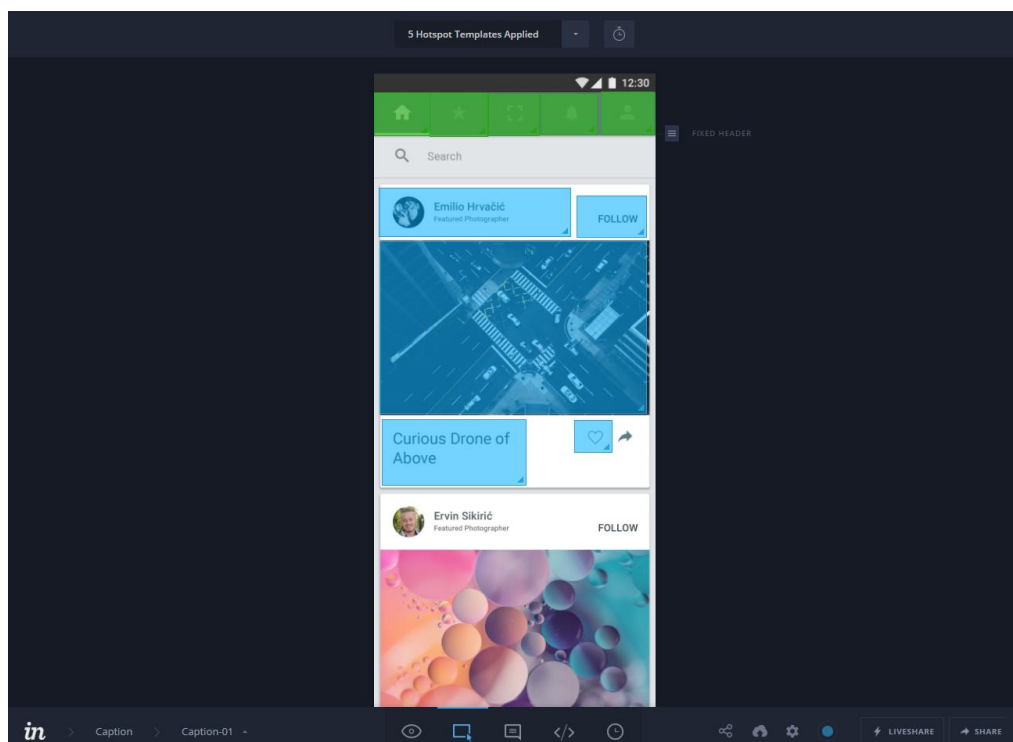 5 Hotspot Templates Applied
12:30
FIXED HEADER
Search
Emilio Hrvačić
Featured Photographer
FOLLOW
Curious Drone of
Above
Ervin Sikirić
Featured Photographer
FOLLOW
in
Caption
Caption-01
LIVESHARE
SHARE